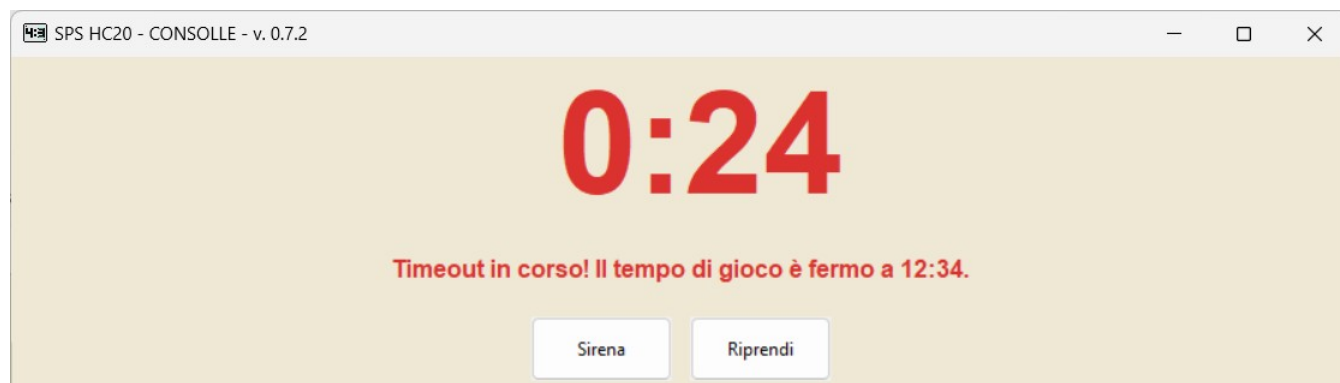 SPS HC20 - CONSOLLE - v. 0.7.2
0:24
Timeout in corso! Il tempo di gioco è fermo a 12:34.
Sirena Riprendi